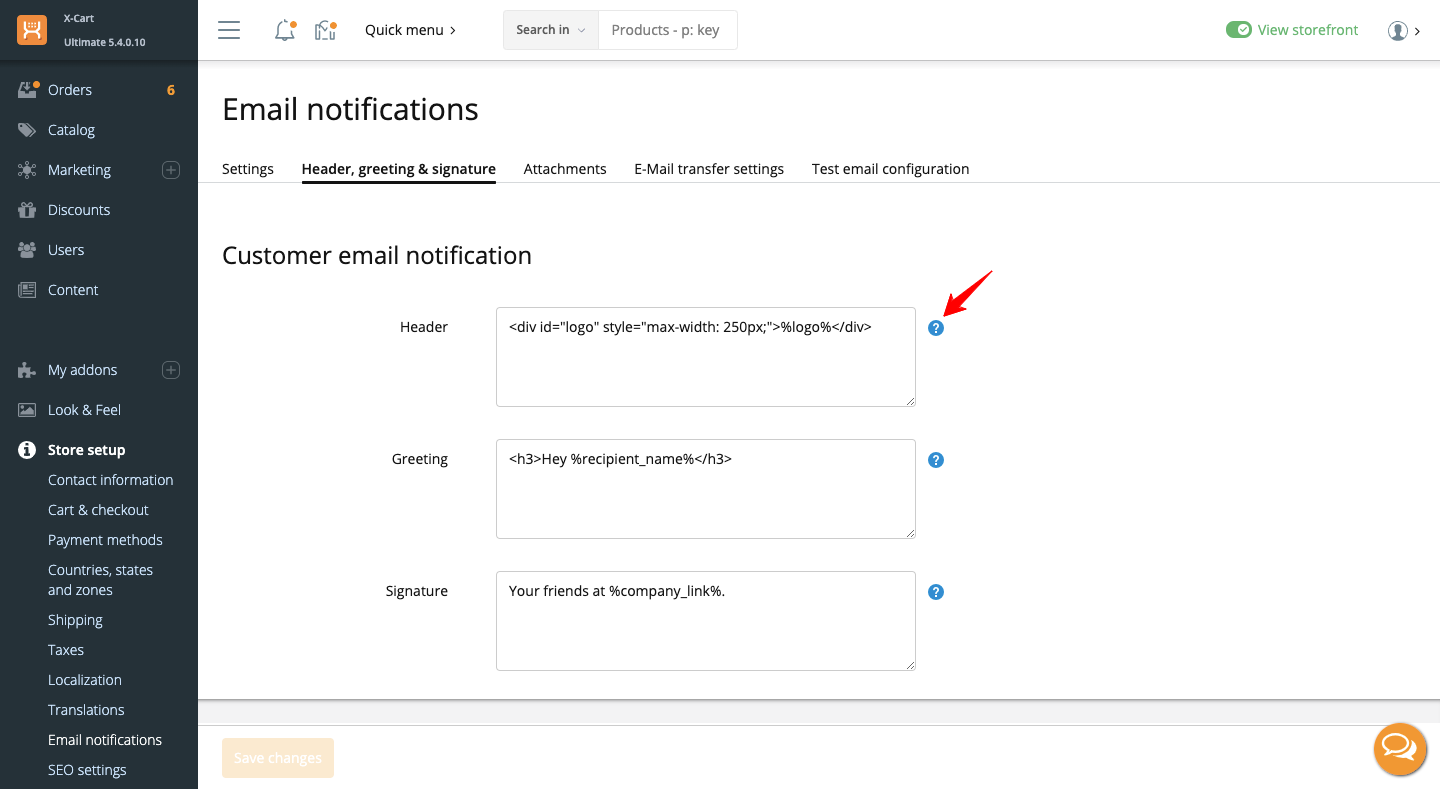 X-Cart
Ultimate 5.4.0.10
Quick menu
Search in
Products - p: key
View storefront
Orders 6
Catalog
Marketing
Discounts
Users
Content
My addons
Look & Feel
Store setup
Contact information
Cart & checkout
Payment methods
Countries, states
and zones
Shipping
Taxes
Localization
Translations
Email notifications
SEO settings
Email notifications
Settings
Header, greeting & signature
Attachments
E-Mail transfer settings
Test email configuration
Customer email notification
Header
<div id="logo" style="max-width: 250px;">%logo%</div>
?
Greeting
<h3>Hey %recipient_name%</h3>
?
Signature
Your friends at %company_link%.
?
Save changes